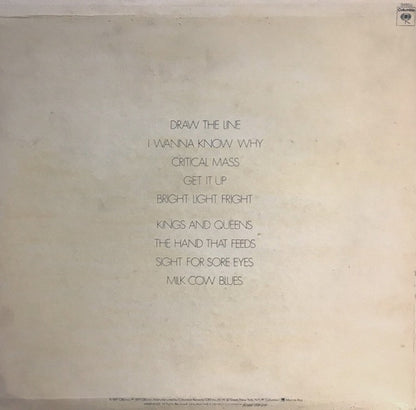 Columbia
DRAW THE LINE
I WANNA KNOW WHY
CRITICAL MASS
GET IT UP
BRIGHT LIGHT FRIGHT
KINGS AND QUEENS
THE HAND THAT FEEDS
SIGHT FOR SORE EYES
MILK COW BLUES